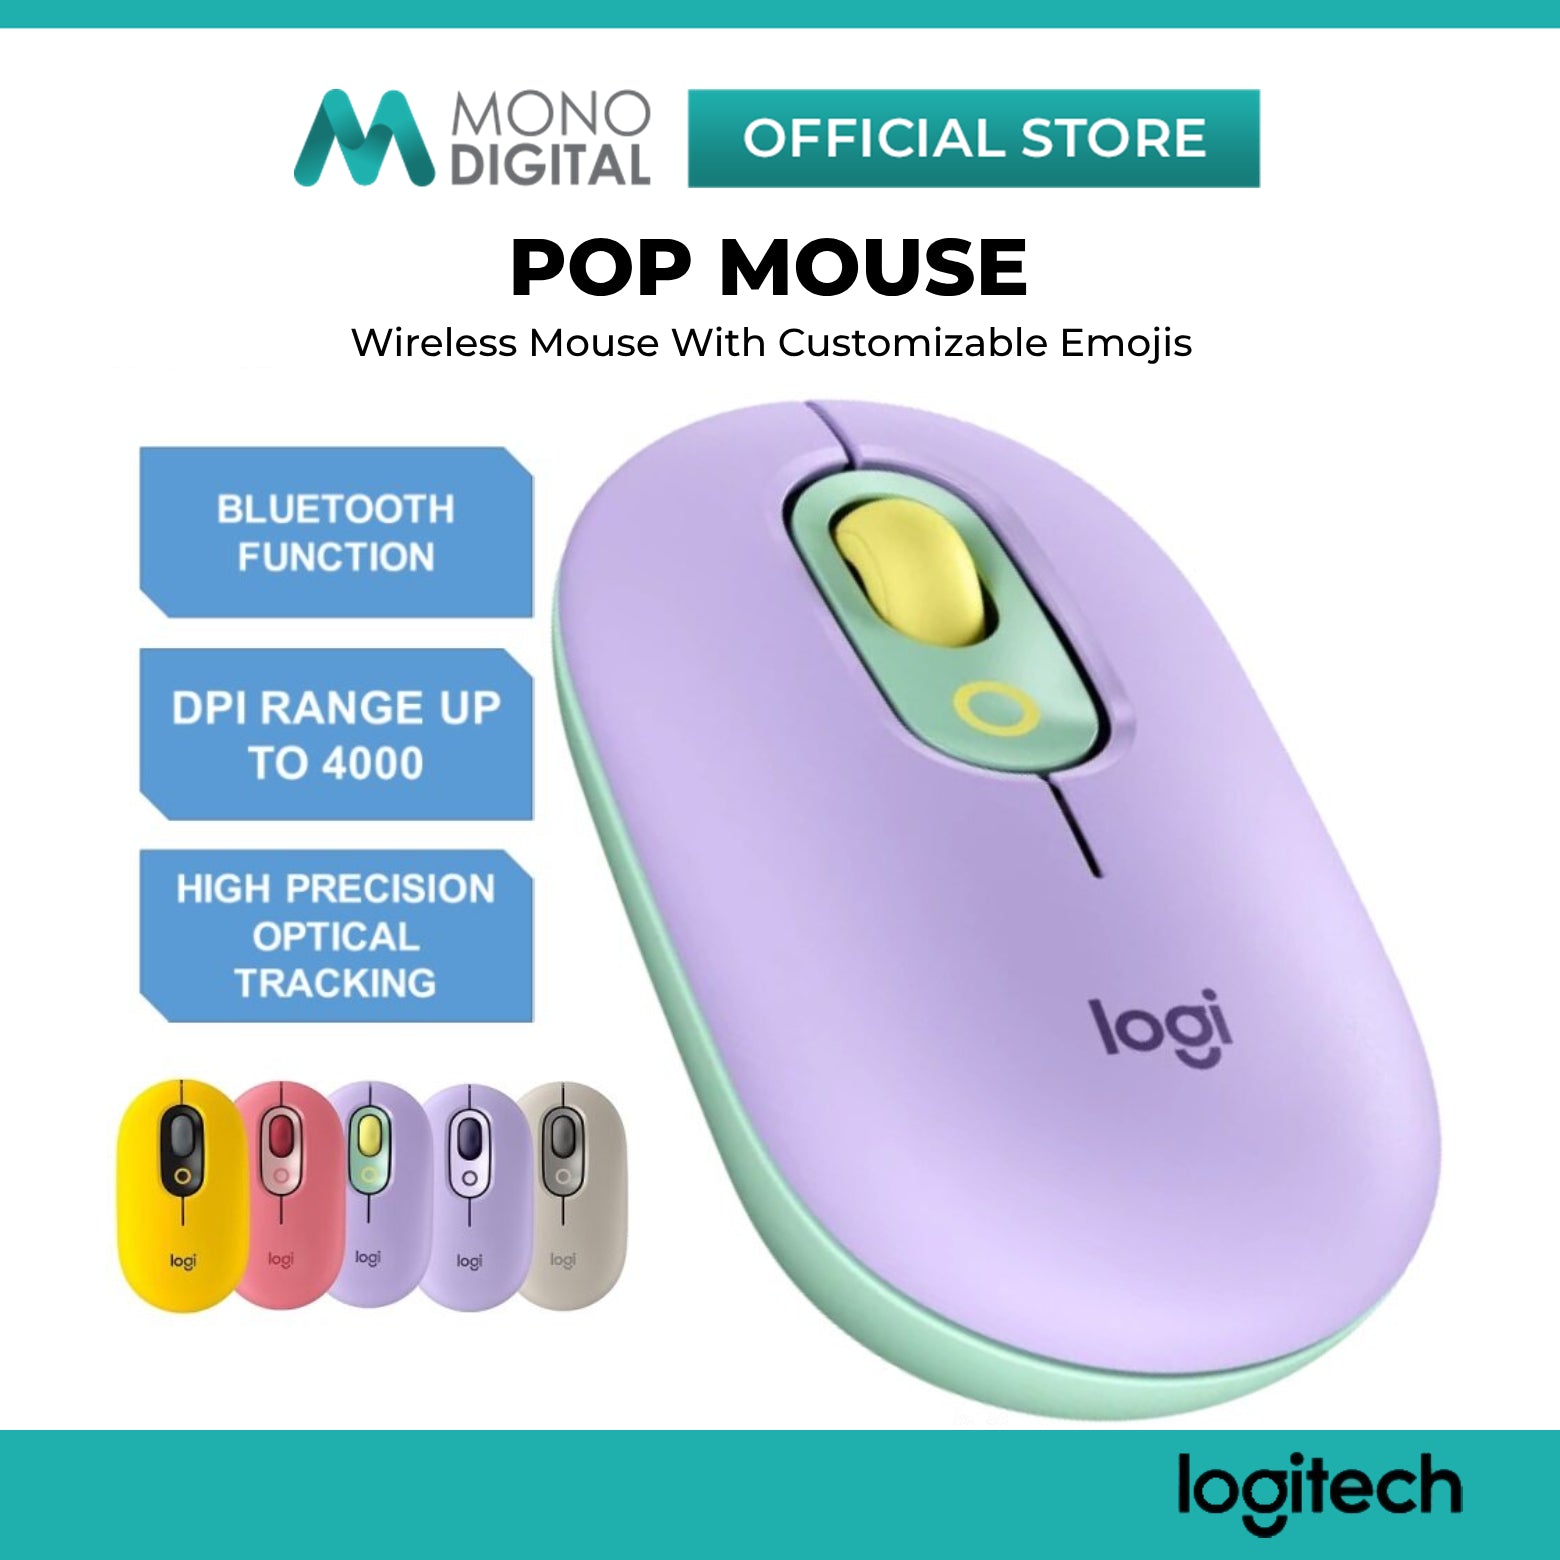 MONO
DIGITAL
OFFICIAL STORE
POP MOUSE
Wireless Mouse With Customizable Emojis
BLUETOOTH
FUNCTION
DPI RANGE UP
TO 4000
HIGH PRECISION
OPTICAL
TRACKING
logi
logi
logi
logi
logi
logi
logitech